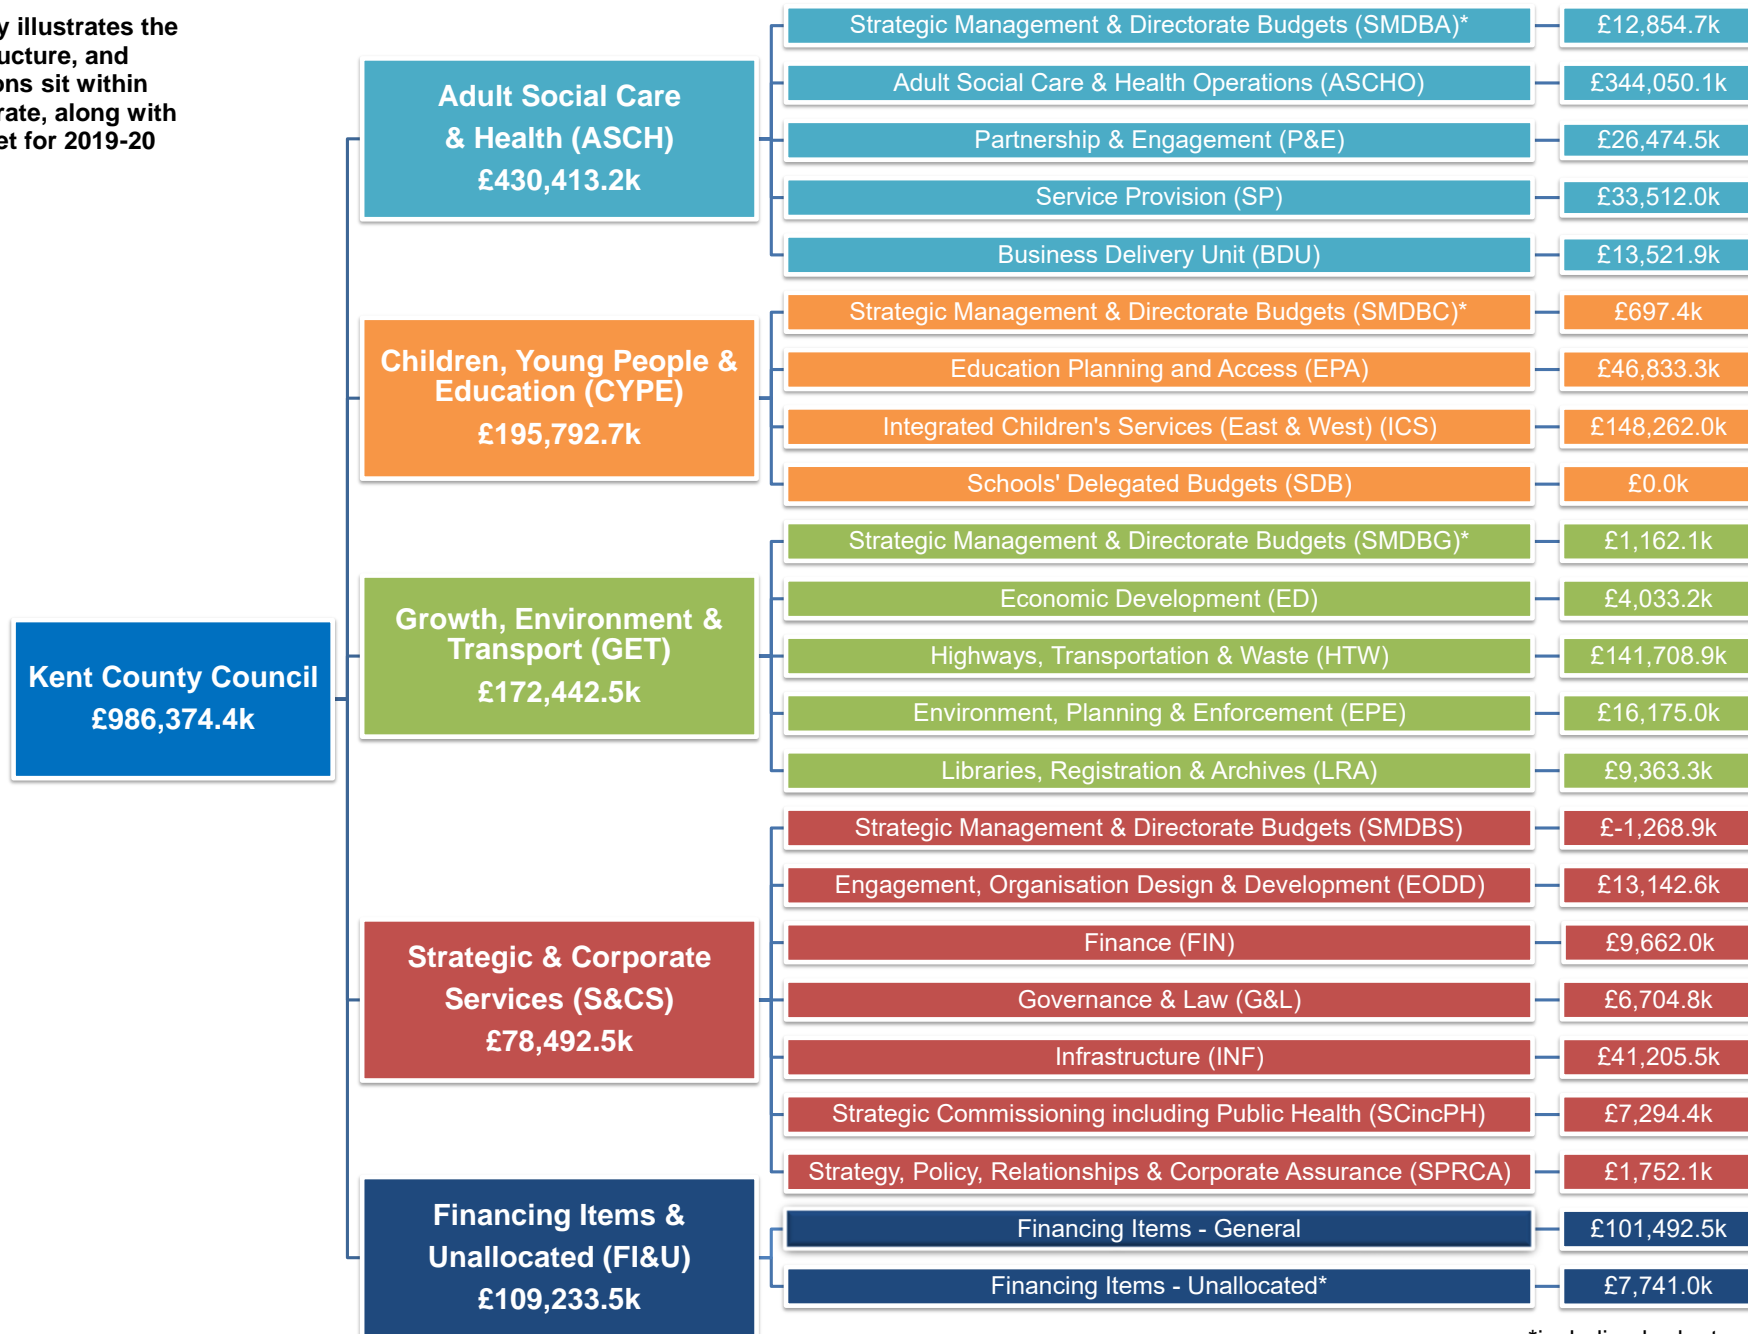 y illustrates the
ucture, and
ons sit within
rate, along with
et for 2019-20
Kent County Council
£986,374.4k
Adult Social Care
& Health (ASCH)
£430,413.2k
Strategic Management & Directorate Budgets (SMDBA)* £12,854.7k
Adult Social Care & Health Operations (ASCHO) £344,050.1k
Partnership & Engagement (P&E) £26,474.5k
Service Provision (SP) £33,512.0k
Business Delivery Unit (BDU) £13,521.9k
Children, Young People &
Education (CYPE)
£195,792.7k
Strategic Management & Directorate Budgets (SMDBC)* £697.4k
Education Planning and Access (EPA) £46,833.3k
Integrated Children's Services (East & West) (ICS) £148,262.0k
Schools' Delegated Budgets (SDB) £0.0k
Growth, Environment &
Transport (GET)
£172,442.5k
Strategic Management & Directorate Budgets (SMDBG)* £1,162.1k
Economic Development (ED) £4,033.2k
Highways, Transportation & Waste (HTW) £141,708.9k
Environment, Planning & Enforcement (EPE) £16,175.0k
Libraries, Registration & Archives (LRA) £9,363.3k
Strategic & Corporate
Services (S&CS)
£78,492.5k
Strategic Management & Directorate Budgets (SMDBS) £-1,268.9k
Engagement, Organisation Design & Development (EODD) £13,142.6k
Finance (FIN) £9,662.0k
Governance & Law (G&L) £6,704.8k
Infrastructure (INF) £41,205.5k
Strategic Commissioning including Public Health (SCincPH) £7,294.4k
Strategy, Policy, Relationships & Corporate Assurance (SPRCA) £1,752.1k
Financing Items &
Unallocated (FI&U)
£109,233.5k
Financing Items - General £101,492.5k
Financing Items - Unallocated* £7,741.0k